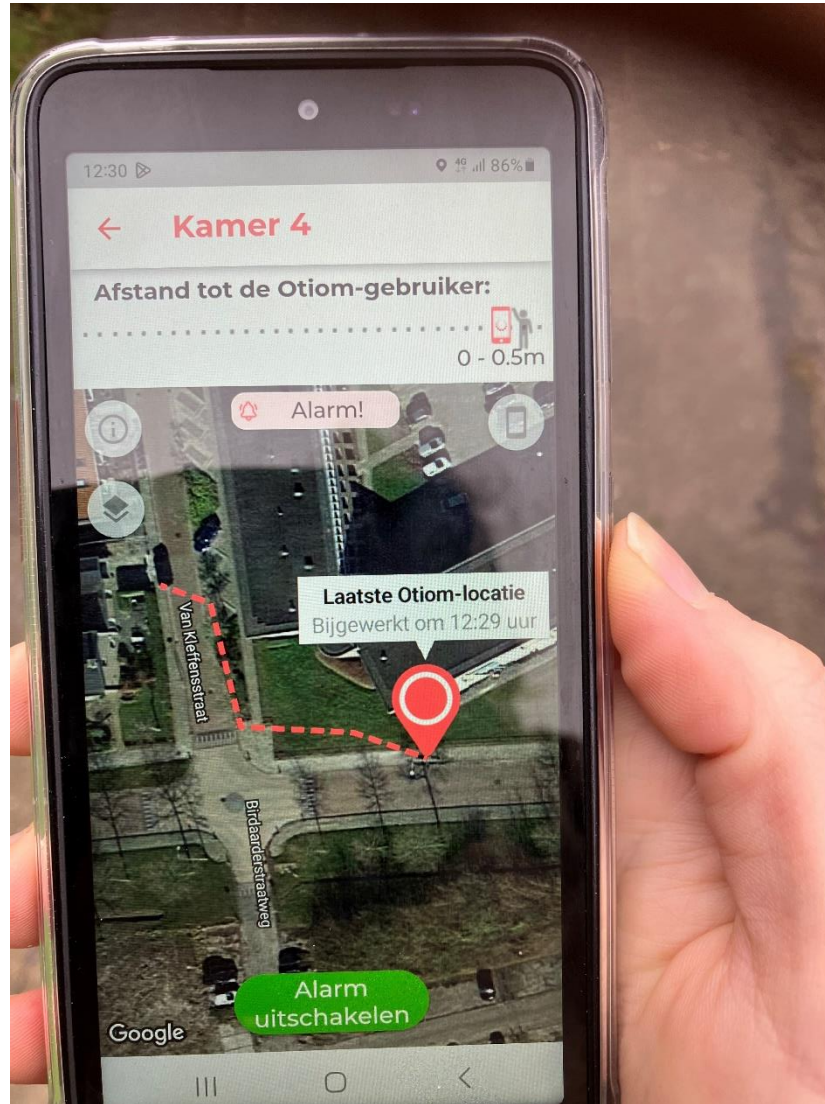 12:30
4G 86%
Kamer 4
Afstand tot de Otiom-gebruiker:
0 - 0.5m
Alarm!
Laatste Otiom-locatie
Bijgewerkt om 12:29 uur
Van Kleffensstraat
Birdaarderstraatweg
Alarm
uitschakelen
Google